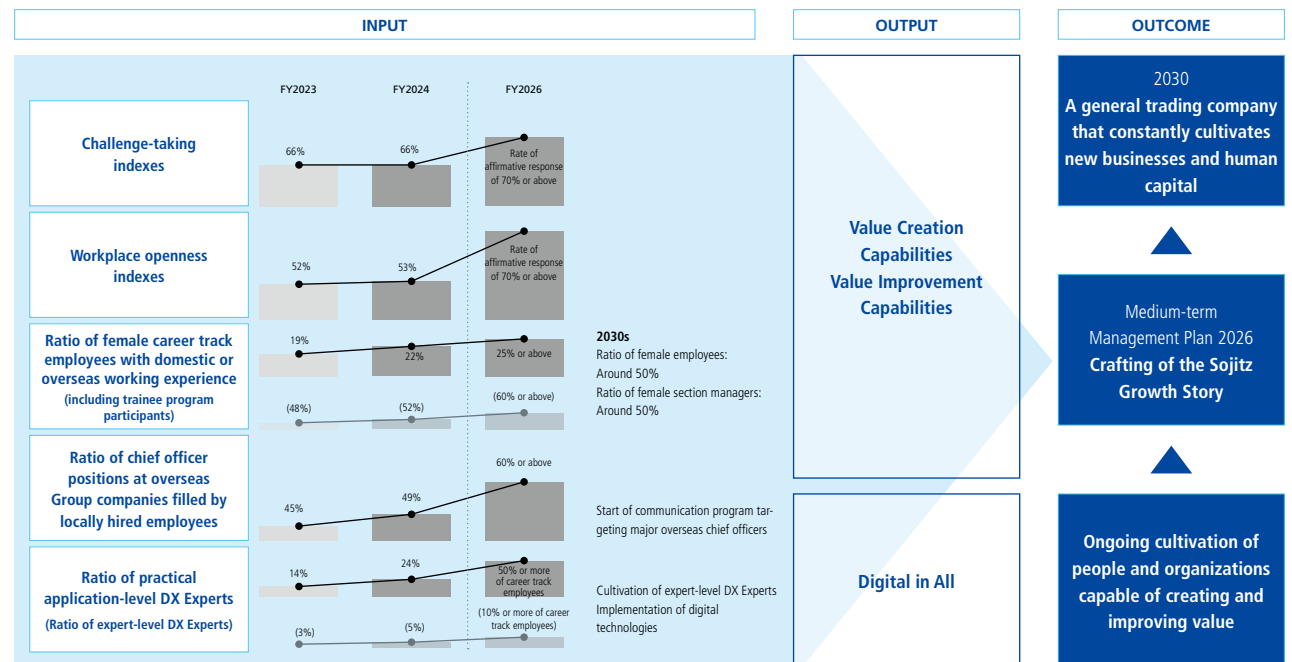 INPUT
OUTPUT
OUTCOME
FY2023
FY2024
FY2026
Challenge-taking
indexes
66%
66%
Rate of
affirmative response
of 70% or above
Workplace openness
indexes
52%
53%
Rate of
affirmative response
of 70% or above
Ratio of female career track
employees with domestic or
overseas working experience
(including trainee program
participants)
19%
22%
25% or above
(48%)
(52%)
(60% or above)
2030s
Ratio of female employees:
Around 50%
Ratio of female section managers:
Around 50%
Ratio of chief officer
positions at overseas
Group companies filled by
locally hired employees
45%
49%
60% or above
Start of communication program tar-
geting major overseas chief officers
Ratio of practical
application-level DX Experts
(Ratio of expert-level DX Experts)
14%
24%
50% or more
of career track
employees
(3%)
(5%)
(10% or more of career
track employees)
Cultivation of expert-level DX Experts
Implementation of digital
technologies
Value Creation
Capabilities
Value Improvement
Capabilities
Digital in All
2030
A general trading company
that constantly cultivates
new businesses and human
capital
Medium-term
Management Plan 2026
Crafting of the Sojitz
Growth Story
Ongoing cultivation of
people and organizations
capable of creating and
improving value